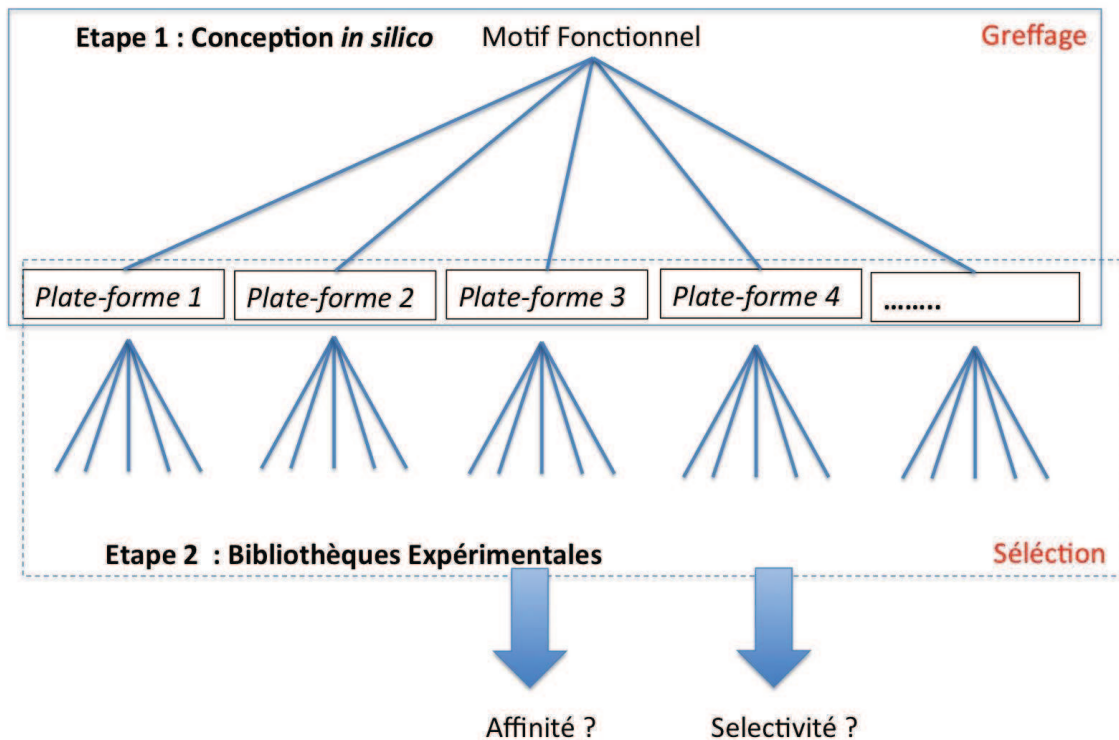 Etape 1 : Conception in silico Motif Fonctionnel Greffage
Plate-forme 1 Plate-forme 2 Plate-forme 3 Plate-forme 4 ........
Etape 2 : Bibliothèques Expérimentales Séléction
Affinité ? Selectivité ?